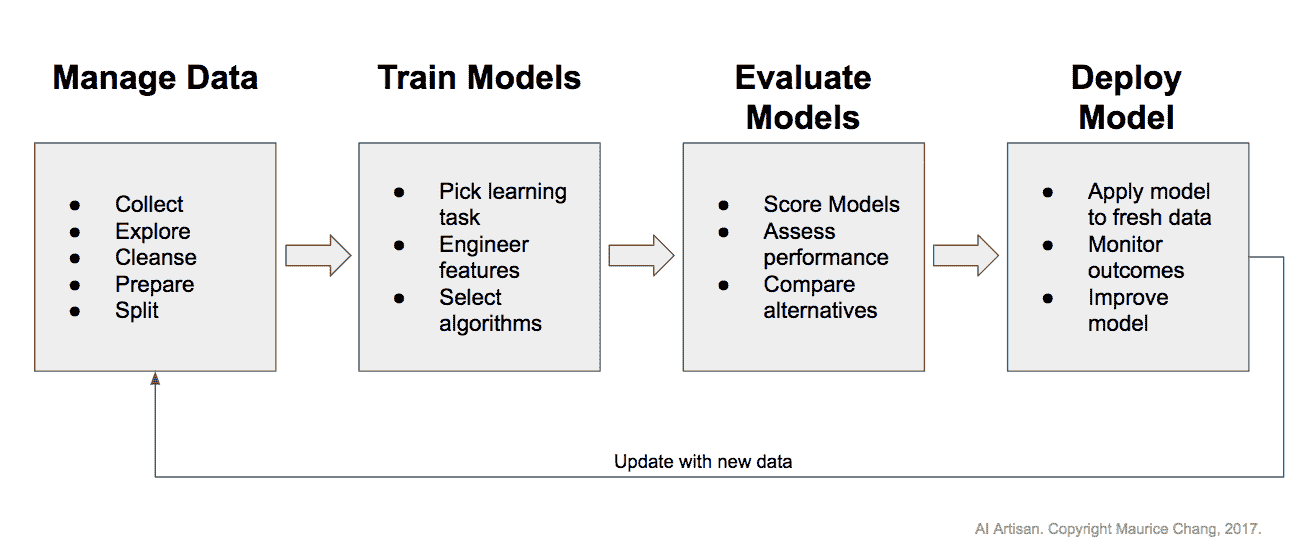 Manage Data
Collect
Explore
Cleanse
Prepare
Split
Train Models
Pick learning
task
Engineer
features
Select
algorithms
Evaluate
Models
Score Models
Assess
performance
Compare
alternatives
Deploy
Model
Apply model
to fresh data
Monitor
outcomes
Improve
model
Update with new data
AI Artisan. Copyright Maurice Chang, 2017.